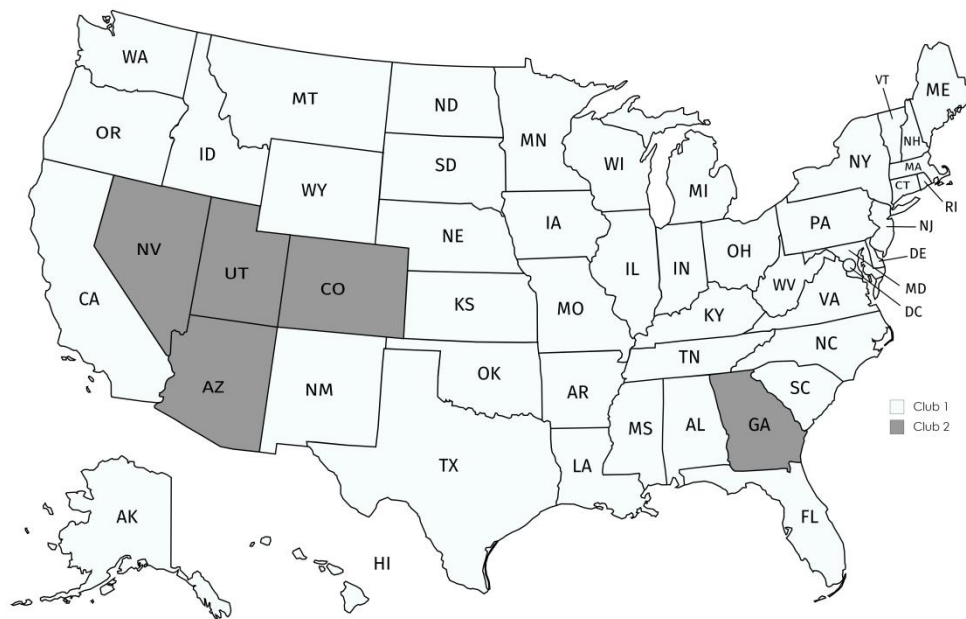 WA
MT
ND
MN
VT
ME
OR
ID
SD
WI
NH
NY
MA
WY
MI
CT
RI
NE
IA
PA
NJ
NV
UT
OH
DE
CA
CO
IL
IN
WV
MD
KS
MO
VA
DC
KY
NC
TN
AZ
NM
OK
AR
SC
Club 1
MS
AL
GA
Club 2
TX
LA
AK
FL
HI